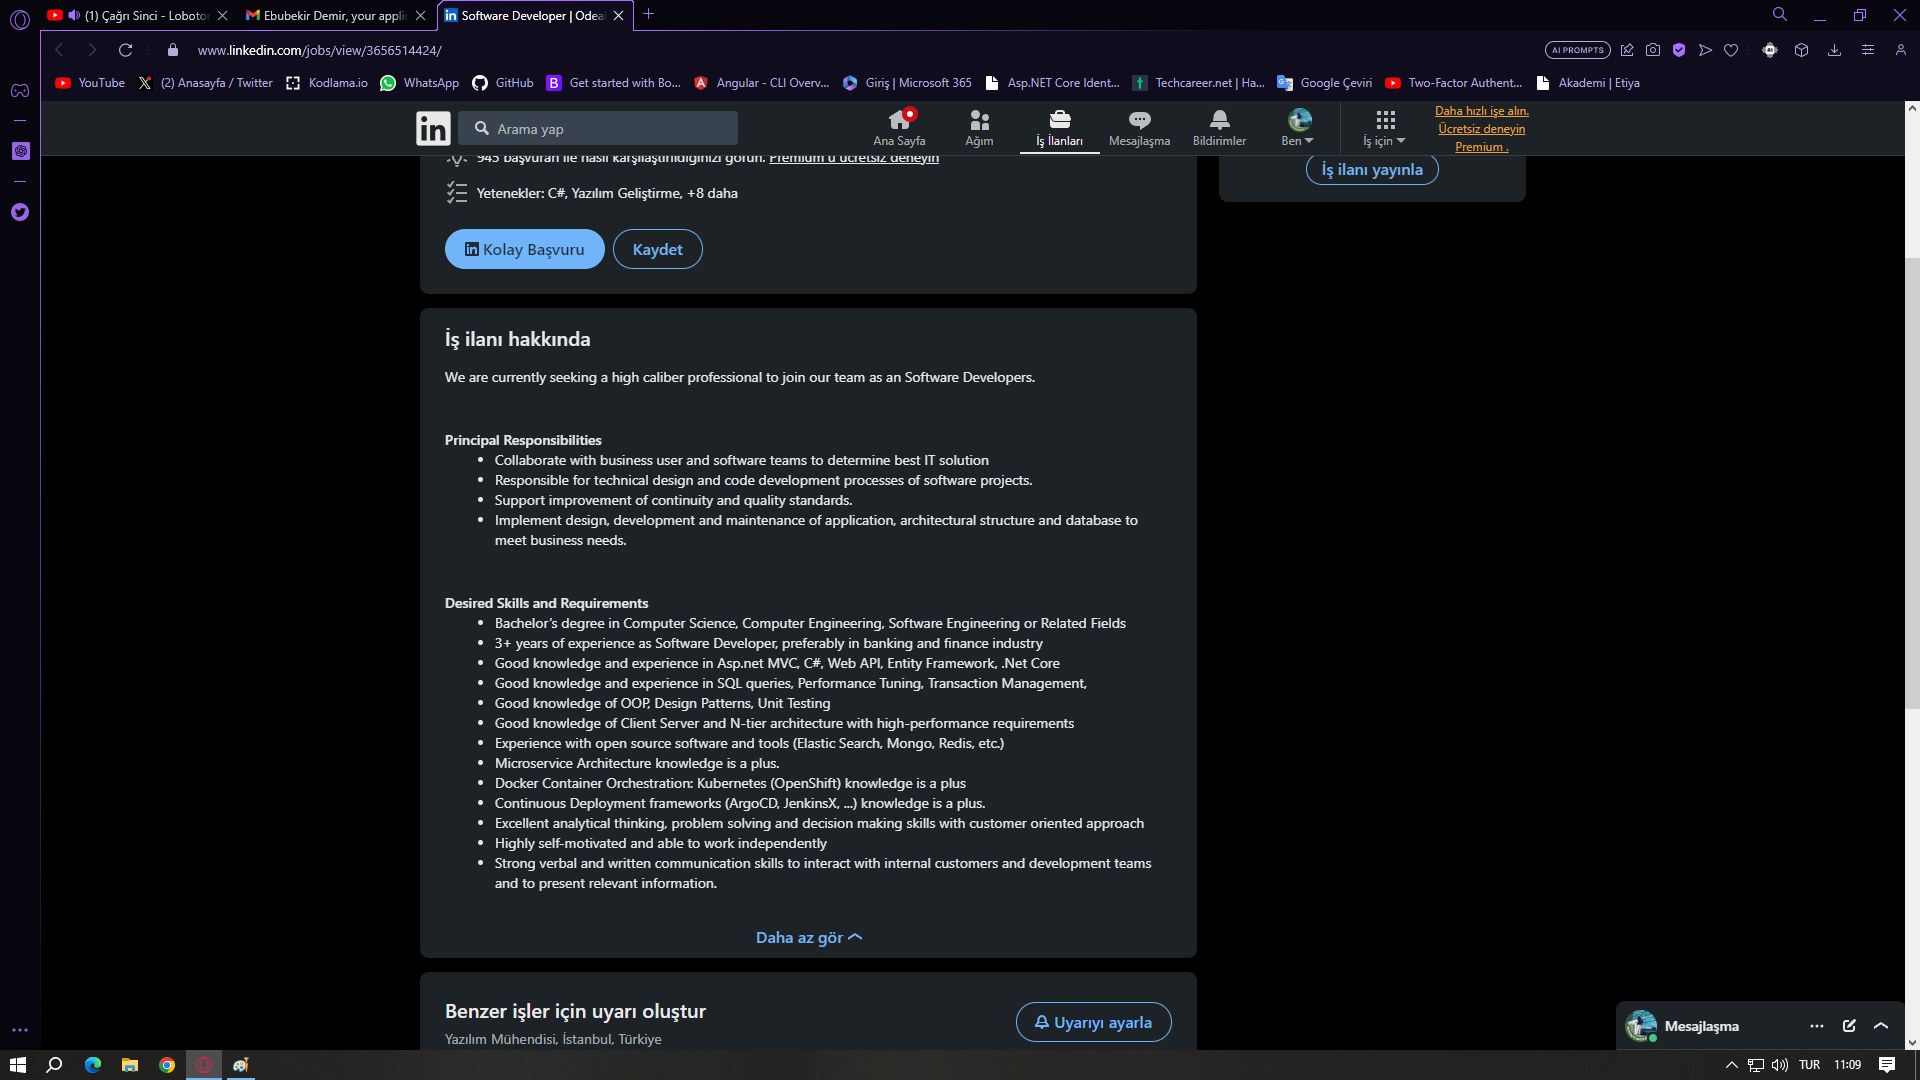 (1) Çağrı Sinci - Lobotor
Ebubekir Demir, your appli
Software Developer | Odea
www.linkedin.com/jobs/view/3656514424/
AI PROMPTS
YouTube
(2) Anasayfa / Twitter
Kodlama.io
WhatsApp
GitHub
Get started with Bo...
Angular - CLI Overv...
Giriş | Microsoft 365
Asp.NET Core Ident...
Techcareer.net | Ha...
Google Çeviri
Two-Factor Authent...
Akademi | Etiya
Arama yap
Ana Sayfa
Ağım
İş İlanları
Mesajlaşma
Bildirimler
Ben
İş için
Daha hızlı işe alın.
Ücretsiz deneyin
Premium .
945 başvuran ile nasıl karşılaştırıldığınızı görün. Premium'u ücretsiz deneyin
İş ilanı yayınla
Yetenekler: C#, Yazılım Geliştirme, +8 daha
Kolay Başvuru
Kaydet
İş ilanı hakkında
We are currently seeking a high caliber professional to join our team as an Software Developers.
Principal Responsibilities
• Collaborate with business user and software teams to determine best IT solution
• Responsible for technical design and code development processes of software projects.
• Support improvement of continuity and quality standards.
• Implement design, development and maintenance of application, architectural structure and database to
meet business needs.
Desired Skills and Requirements
• Bachelor's degree in Computer Science, Computer Engineering, Software Engineering or Related Fields
• 3+ years of experience as Software Developer, preferably in banking and finance industry
• Good knowledge and experience in Asp.net MVC, C#, Web API, Entity Framework, .Net Core
• Good knowledge and experience in SQL queries, Performance Tuning, Transaction Management,
• Good knowledge of OOP, Design Patterns, Unit Testing
• Good knowledge of Client Server and N-tier architecture with high-performance requirements
• Experience with open source software and tools (Elastic Search, Mongo, Redis, etc.)
• Microservice Architecture knowledge is a plus.
• Docker Container Orchestration: Kubernetes (OpenShift) knowledge is a plus
• Continuous Deployment frameworks (ArgoCD, JenkinsX, ...) knowledge is a plus.
• Excellent analytical thinking, problem solving and decision making skills with customer oriented approach
• Highly self-motivated and able to work independently
• Strong verbal and written communication skills to interact with internal customers and development teams
and to present relevant information.
Daha az gör
Benzer işler için uyarı oluştur
Yazılım Mühendisi, İstanbul, Türkiye
Uyarıyı ayarla
Mesajlaşma
TUR
11:09